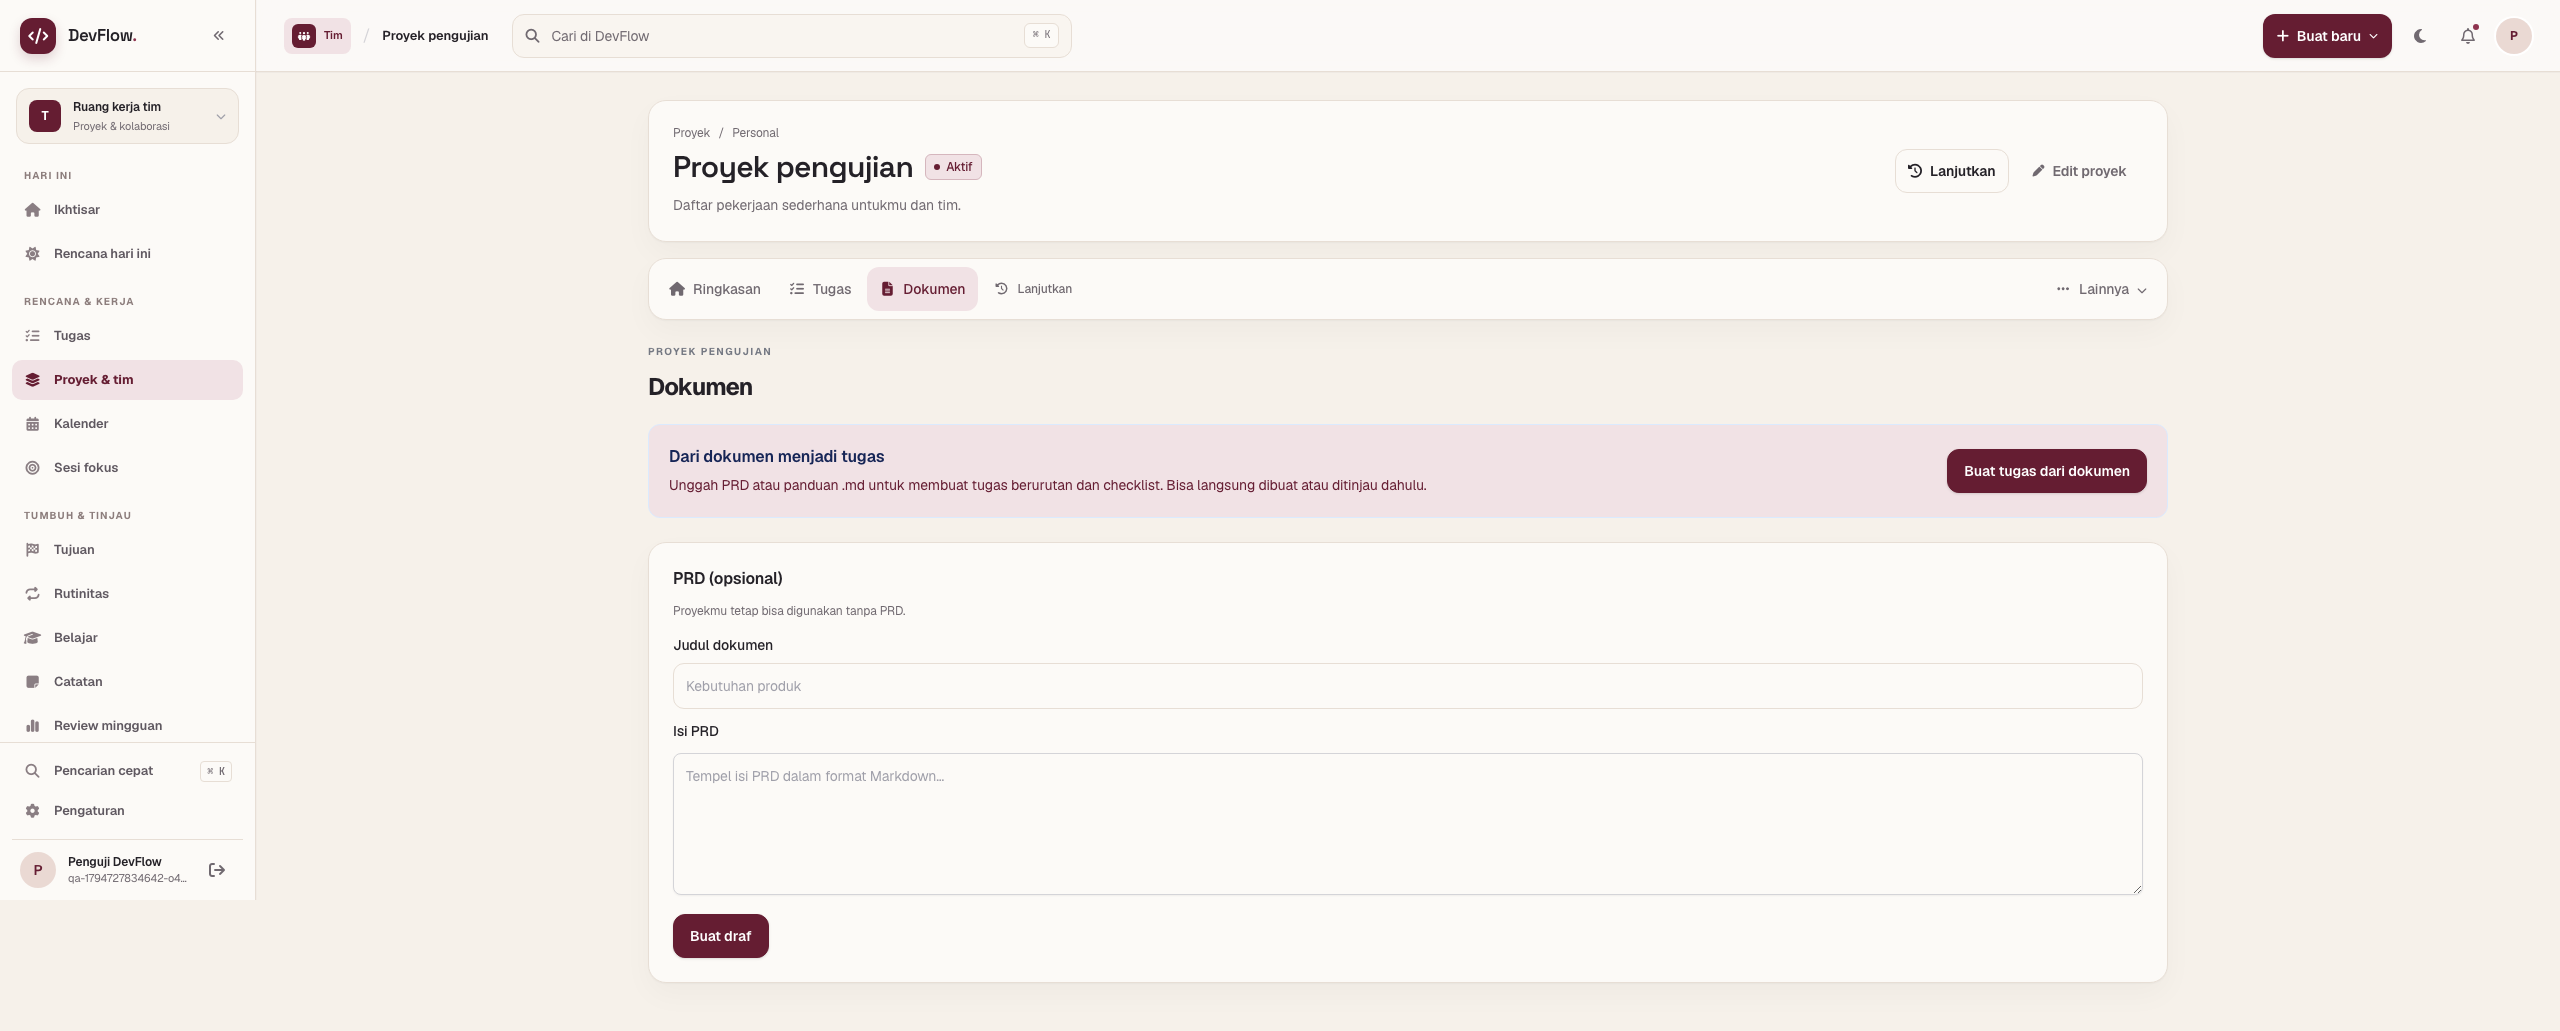 DevFlow.
Tim / Proyek pengujian
Cari di DevFlow
⌘ K
Buat baru
P
T
Ruang kerja tim
Proyek & kolaborasi
HARI INI
Ikhtisar
Rencana hari ini
RENCANA & KERJA
Tugas
Proyek & tim
Kalender
Sesi fokus
TUMBUH & TINJAU
Tujuan
Rutinitas
Belajar
Catatan
Review mingguan
Pencarian cepat
⌘ K
Pengaturan
P
Penguji DevFlow
qa-1794727834642-o4...
Proyek / Personal
Proyek pengujian
Aktif
Daftar pekerjaan sederhana untukmu dan tim.
Lanjutkan
Edit proyek
Ringkasan
Tugas
Dokumen
Lanjutkan
Lainnya
PROYEK PENGUJIAN
Dokumen
Dari dokumen menjadi tugas
Unggah PRD atau panduan .md untuk membuat tugas berurutan dan checklist. Bisa langsung dibuat atau ditinjau dahulu.
Buat tugas dari dokumen
PRD (opsional)
Proyekmu tetap bisa digunakan tanpa PRD.
Judul dokumen
Kebutuhan produk
Isi PRD
Tempel isi PRD dalam format Markdown...
Buat draf